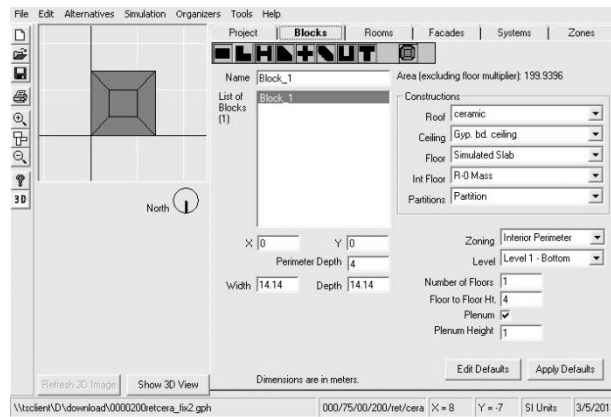 File Edit Alternatives Simulation Organizers Tools Help
Project Blocks Rooms Facades Systems Zones
Name Block_1
Area (excluding floor multiplier): 199.9396
List of Blocks (1)
Block_1
Constructions
Roof ceramic
Ceiling Gyp. bd. ceiling
Floor Simulated Slab
Int Floor R-0 Mass
Partitions Partition
3D
North
X 0 Y 0
Perimeter Depth 4
Width 14.14 Depth 14.14
Zoning Interior Perimeter
Level Level 1 - Bottom
Number of Floors 1
Floor to Floor Ht. 4
Plenum
Plenum Height 1
Refresh 3D Image Show 3D View
Dimensions are in meters.
Edit Defaults Apply Defaults
\\tsclient\D\download\0000200retcera_fix2.gph 000/75/00/200/ret/cera X = 8 Y = -7 SI Units 3/5/201